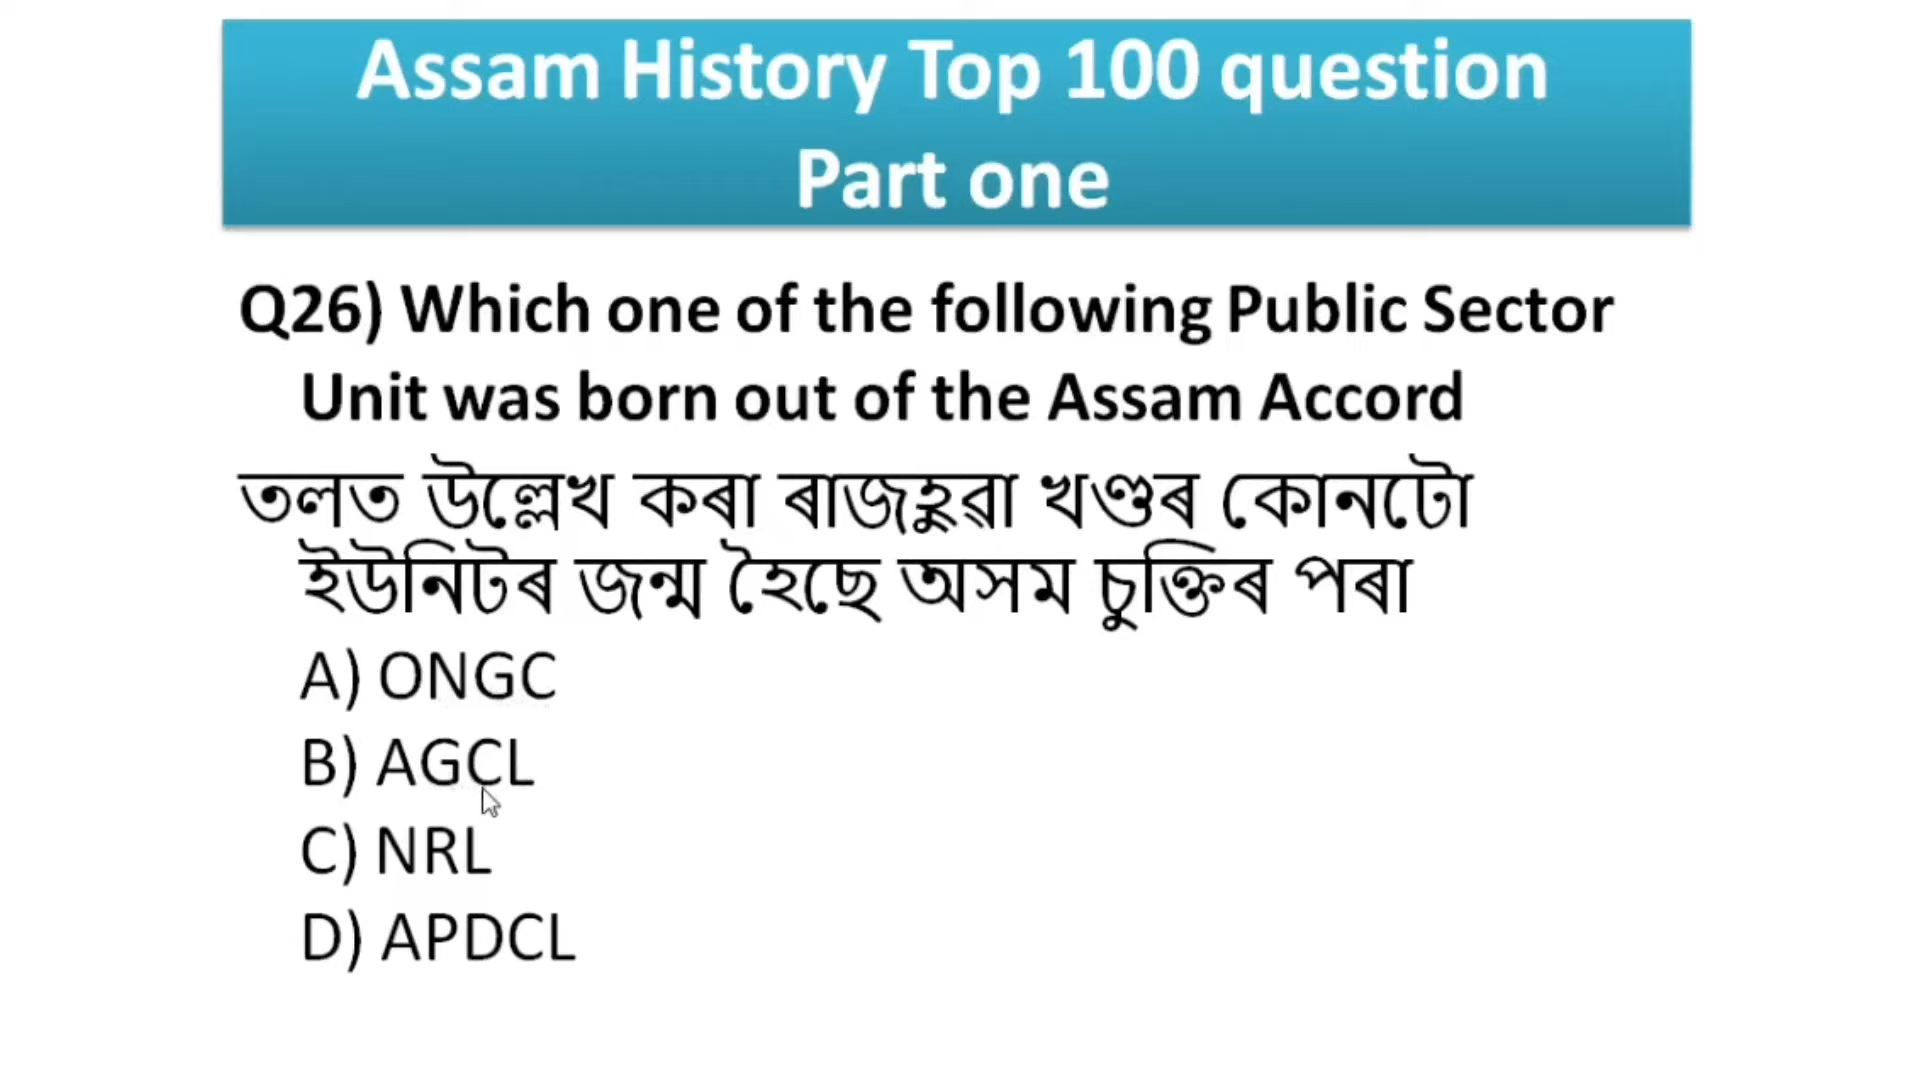 Assam History Top 100 question
Part one
Q26) Which one of the following Public Sector
Unit was born out of the Assam Accord
তলত উল্লেখ কৰা ৰাজহুৱা খণ্ডৰ কোনটো
ইউনিটৰ জন্ম হৈছে অসম চুক্তিৰ পৰা
A) ONGC
B) AGCL
C) NRL
D) APDCL